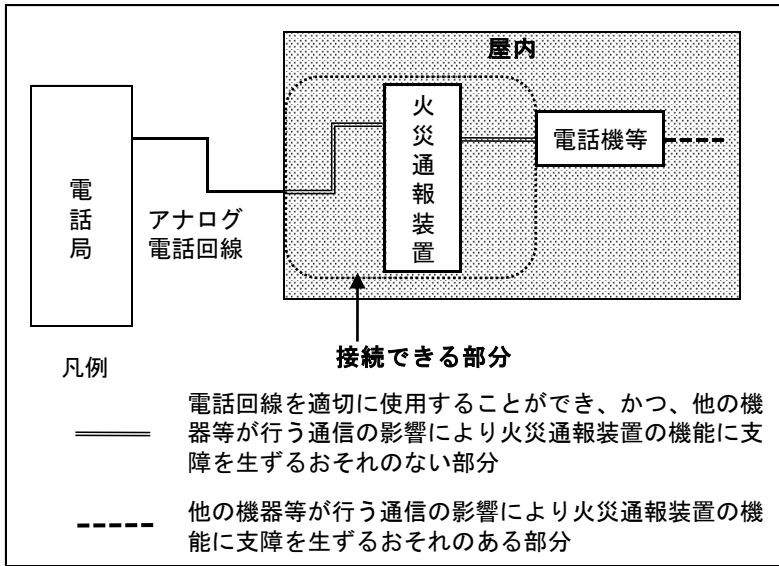 屋内
火災通報装置
電話機等
電話局
アナログ
電話回線
接続できる部分
凡例
電話回線を適切に使用することができ、かつ、他の機
器等が行う通信の影響により火災通報装置の機能に支
障を生ずるおそれのない部分
他の機器等が行う通信の影響により火災通報装置の機
能に支障を生ずるおそれのある部分